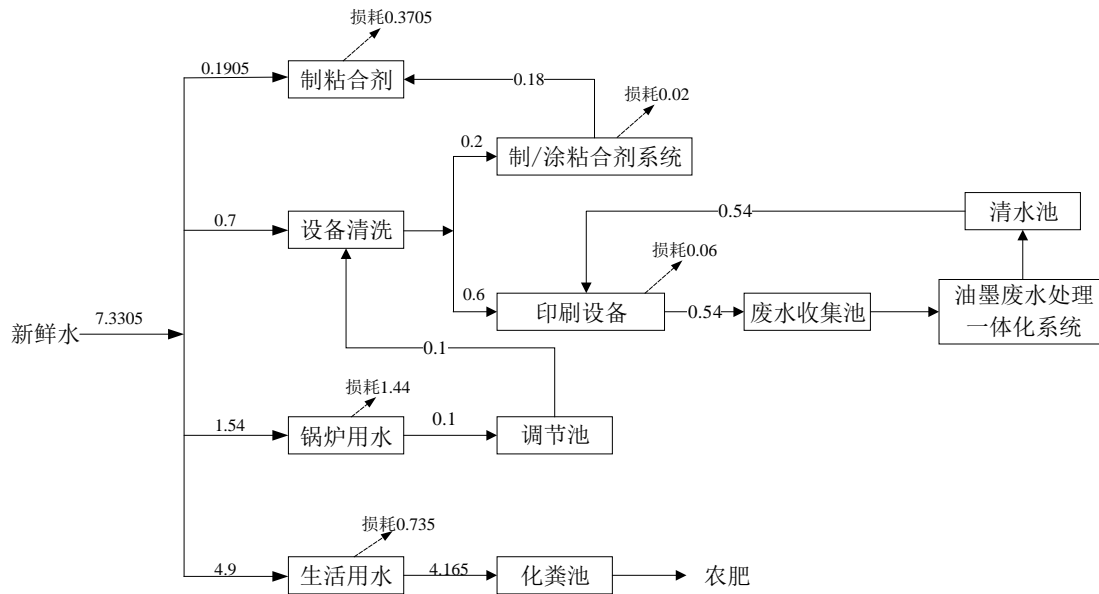 损耗0.3705
0.1905
制粘合剂
0.18
损耗0.02
0.2
制/涂粘合剂系统
0.7
设备清洗
0.54
清水池
损耗0.06
0.6
印刷设备
0.54
废水收集池
油墨废水处理
一体化系统
新鲜水
7.3305
0.1
损耗1.44
1.54
锅炉用水
0.1
调节池
损耗0.735
4.9
生活用水
4.165
化粪池
农肥